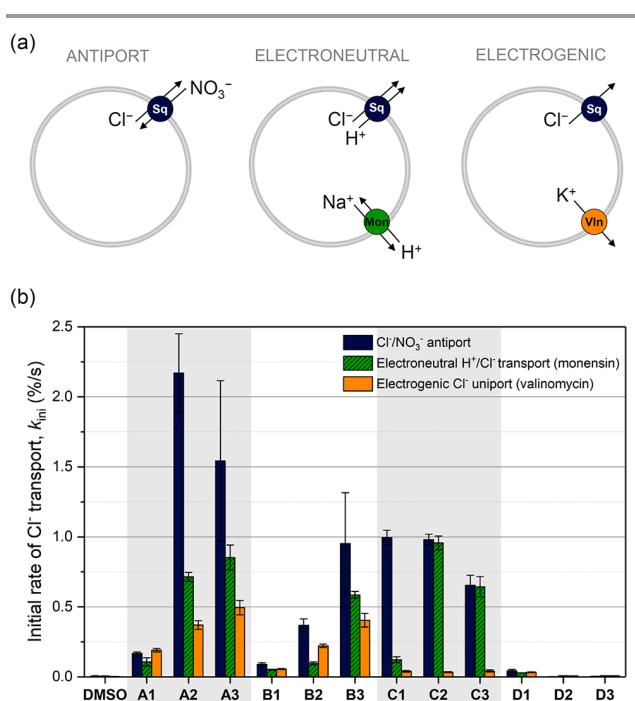 (a)
ANTIPORT ELECTRONEUTRAL ELECTROGENIC
Sq NO₃⁻ Cl⁻
Sq Cl⁻ H⁺ Na⁺ Mon H⁺
Sq Cl⁻ K⁺ Vln
(b)
Initial rate of Cl⁻ transport, kini (%/s)
2.5
2.0
1.5
1.0
0.5
0.0
Cl⁻/NO₃⁻ antiport
Electroneutral H⁺/Cl⁻ transport (monensin)
Electrogenic Cl⁻ uniport (valinomycin)
DMSO A1 A2 A3 B1 B2 B3 C1 C2 C3 D1 D2 D3